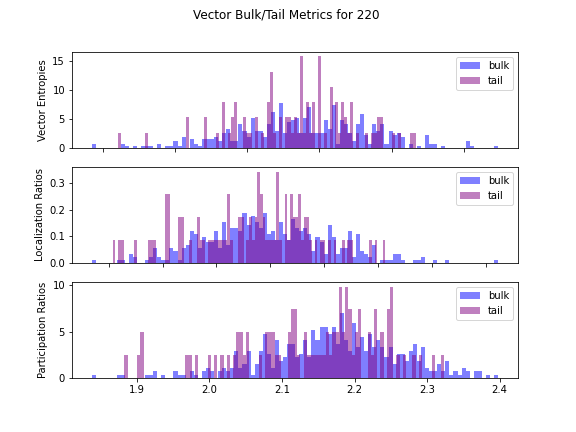 Vector Bulk/Tail Metrics for 220
Vector Entropies
15
10
5
0
bulk
tail
Localization Ratios
0.3
0.2
0.1
0.0
bulk
tail
Participation Ratios
10
5
0
bulk
tail
1.9 2.0 2.1 2.2 2.3 2.4